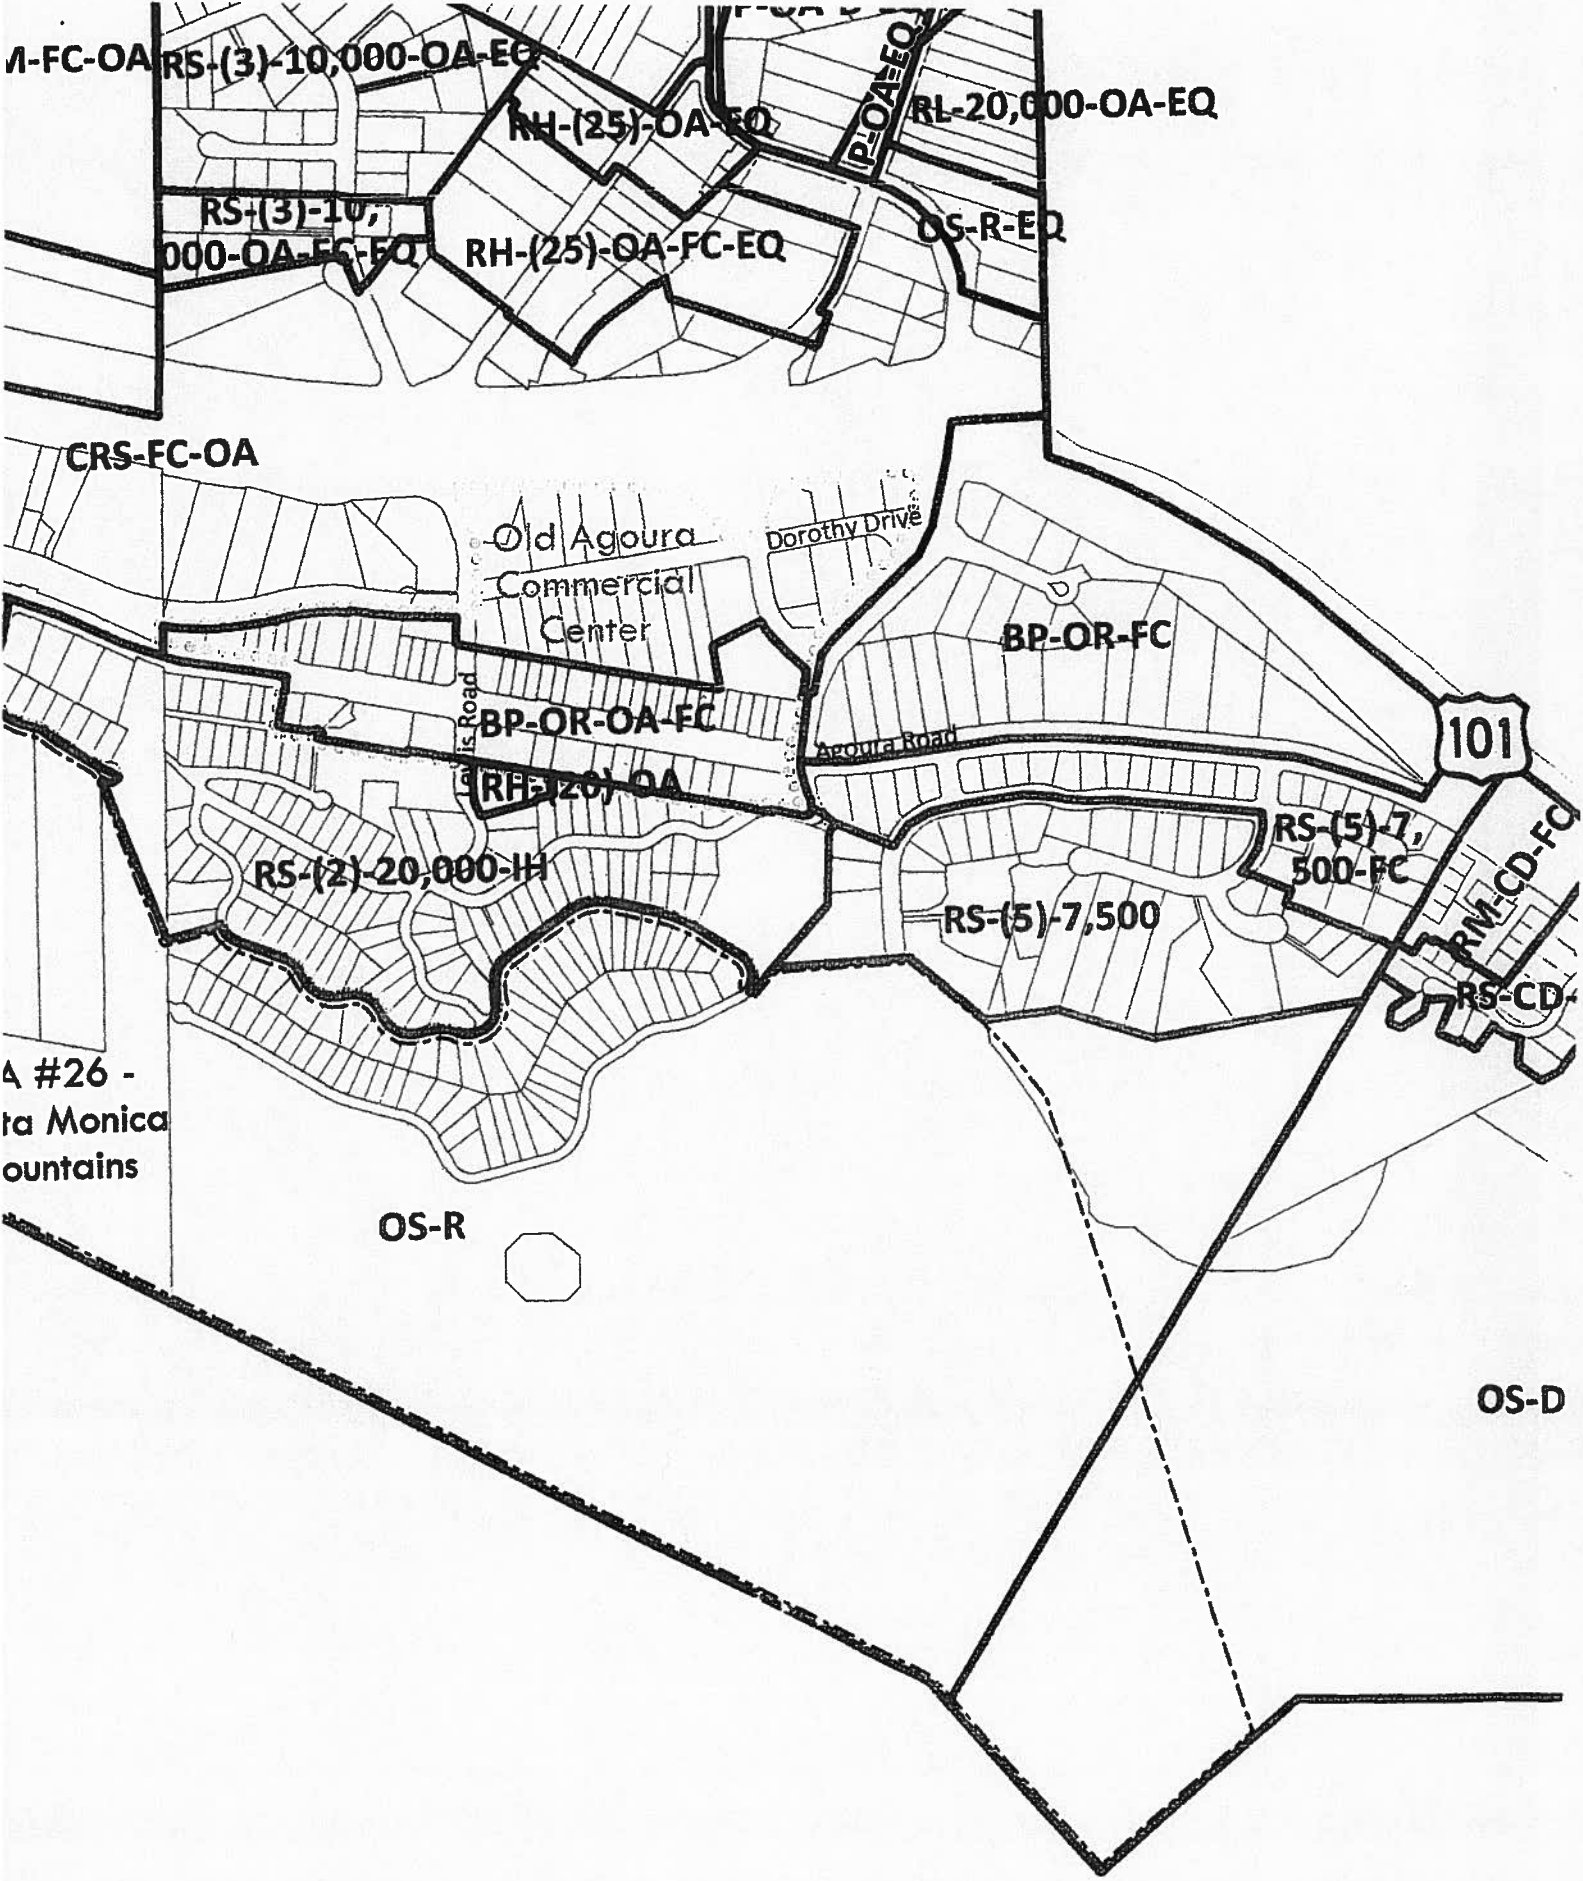 M-FC-OA
RS-(3)-10,000-OA-EQ
RH-(25)-OA-EQ
P-OA-EQ
RL-20,000-OA-EQ
RS-(3)-10,
000-OA-FC-EQ
RH-(25)-OA-FC-EQ
OS-R-EQ
CRS-FC-OA
Old Agoura
Commercial
Center
Dorothy Drive
BP-OR-FC
101
is Road
BP-OR-OA-FC
Agoura Road
RH-(20)-OA
RS-(2)-20,000-IH
RS-(5)-7,
500-FC
RM-CD-FC
RS-(5)-7,500
RS-CD-
A #26 -
ta Monica
ountains
OS-R
OS-D